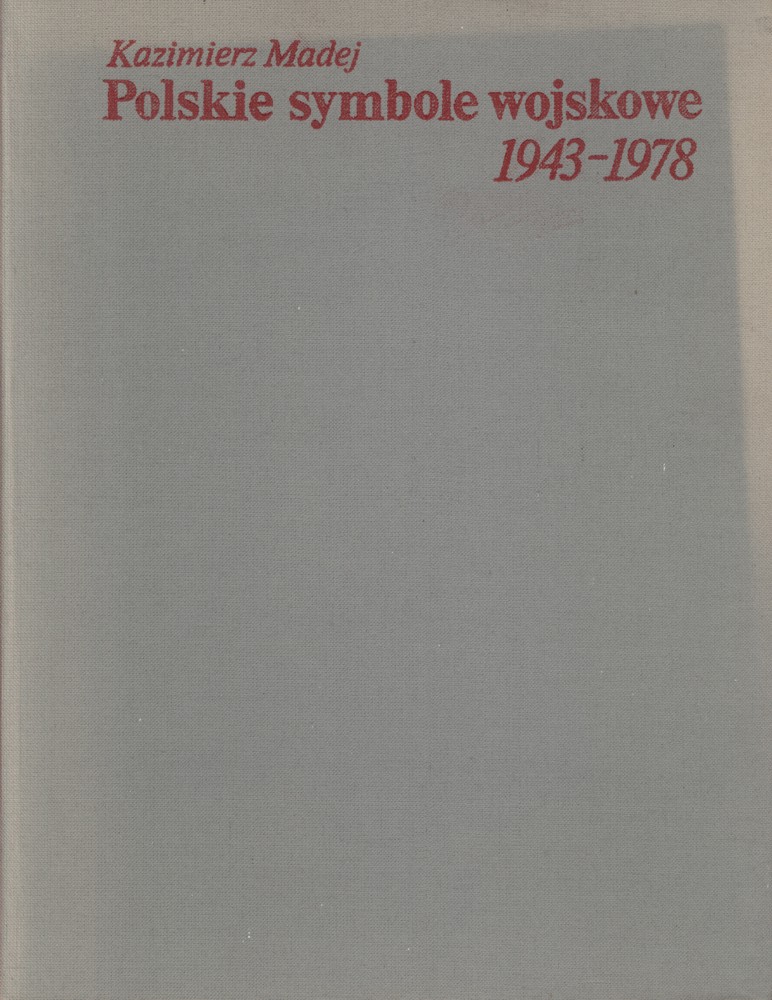 Kazimierz Madej
Polskie symbole wojskowe
1943-1978